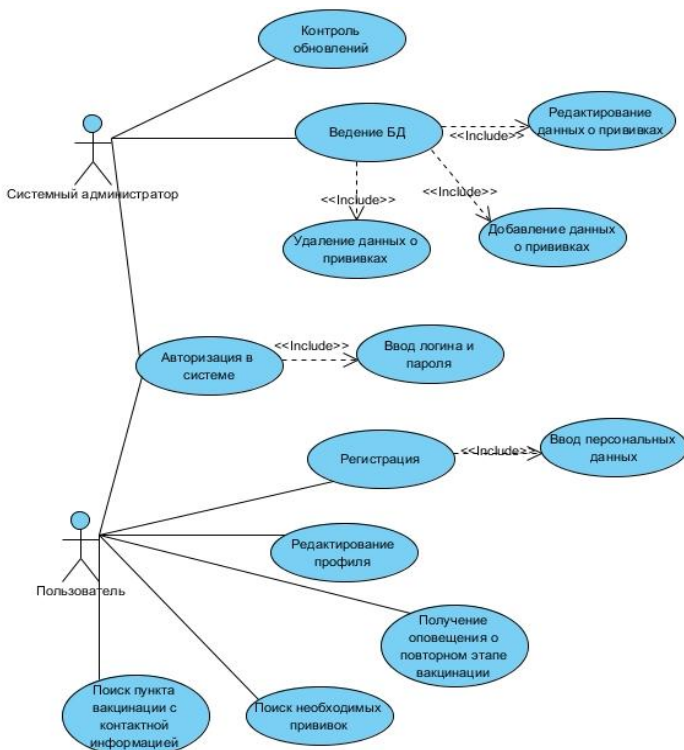 Контроль
обновлений
Системный администратор
Ведение БД
<<Include>>
Редактирование
данных о прививках
<<Include>>
Удаление данных о
прививках
<<Include>>
Добавление данных
о прививках
Авторизация в
системе
<<Include>>
Ввод логина и
пароля
Регистрация
<<Include>>
Ввод персональных
данных
Пользователь
Редактирование
профиля
Получение
оповещения о
повторном этапе
вакцинации
Поиск пункта
вакцинации с
контактной
информацией
Поиск необходимых
прививок